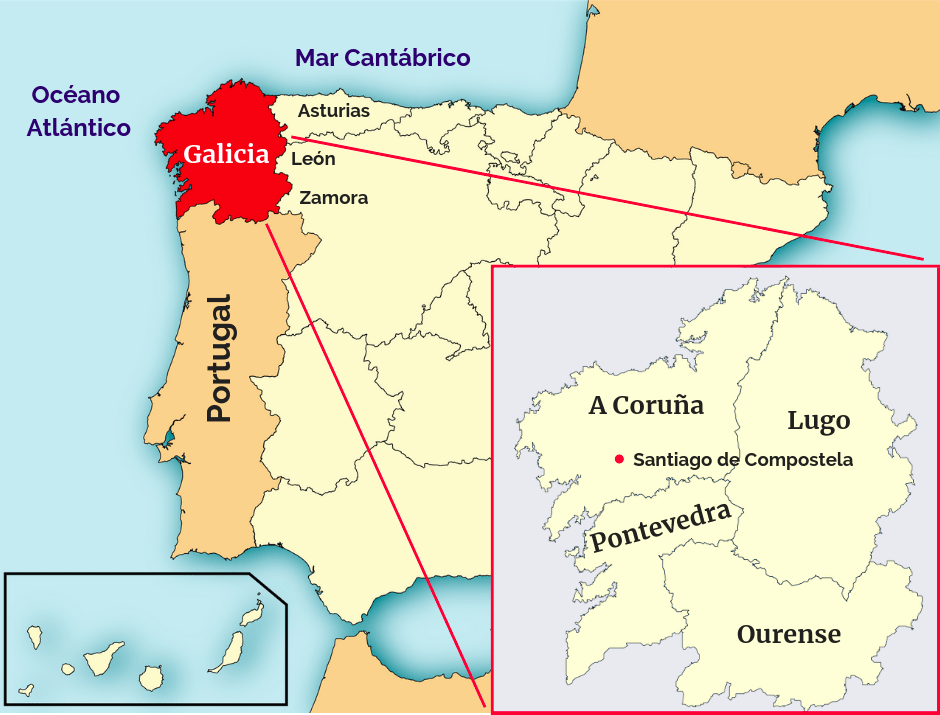 Mar Cantábrico
Océano
Atlántico
Asturias
Galicia
León
Zamora
Portugal
A Coruña
Lugo
Santiago de Compostela
Pontevedra
Ourense